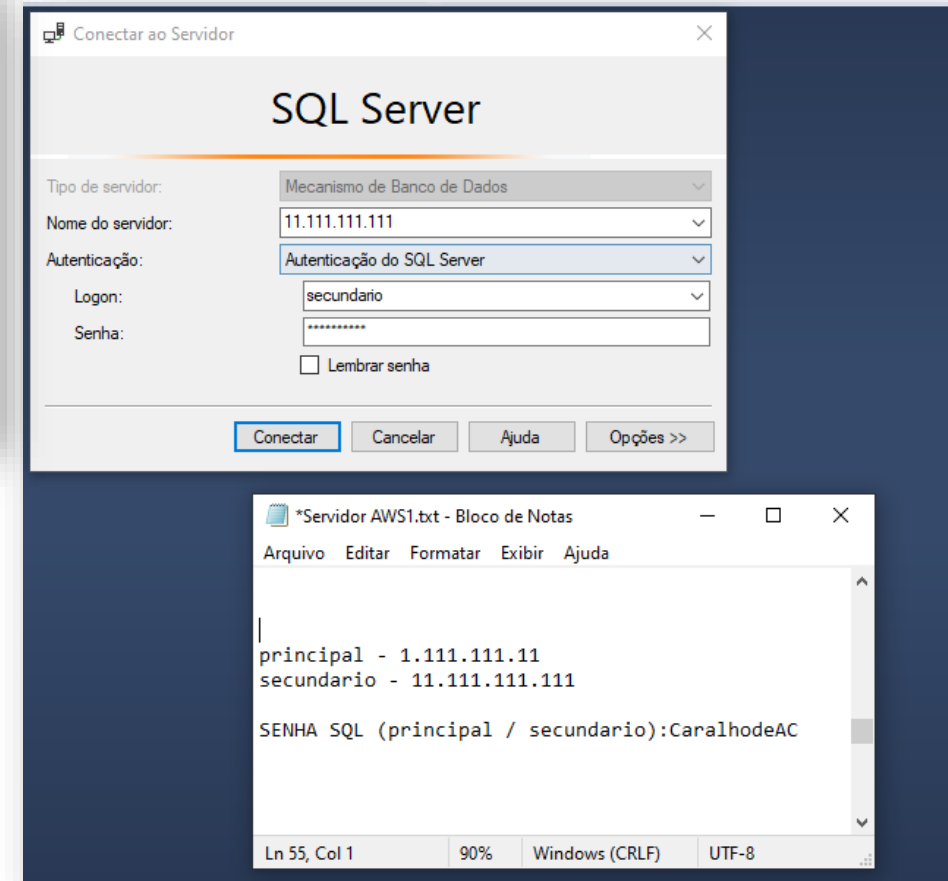 Conectar ao Servidor
SQL Server
Tipo de servidor:
Mecanismo de Banco de Dados
Nome do servidor:
11.111.111.111
Autenticação:
Autenticação do SQL Server
Logon:
secundario
Senha:
**********
Lembrar senha
Conectar
Cancelar
Ajuda
Opções >>
*Servidor AWS1.txt - Bloco de Notas
Arquivo Editar Formatar Exibir Ajuda
principal - 1.111.111.11
secundario - 11.111.111.111
SENHA SQL (principal / secundario):CaralhodeAC
Ln 55, Col 1
90%
Windows (CRLF)
UTF-8